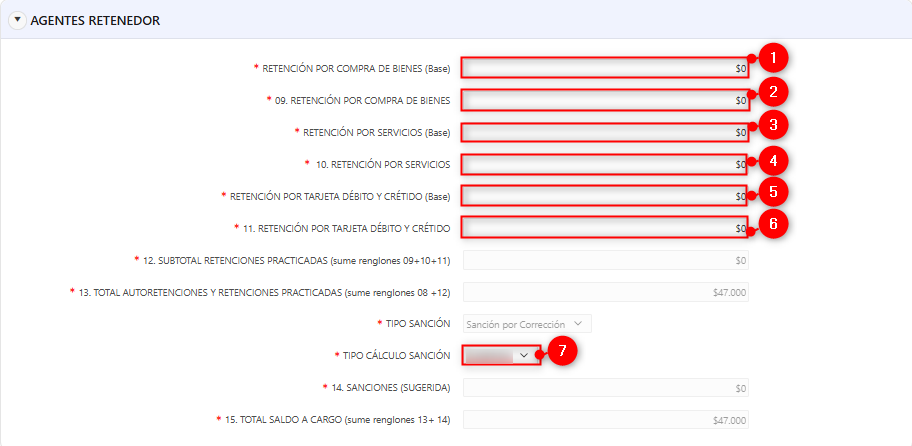 AGENTES RETENEDOR
* RETENCIÓN POR COMPRA DE BIENES (Base) $0 1
* 09. RETENCIÓN POR COMPRA DE BIENES $0 2
* RETENCIÓN POR SERVICIOS (Base) $0 3
* 10. RETENCIÓN POR SERVICIOS $0 4
* RETENCIÓN POR TARJETA DÉBITO Y CRÉTIDO (Base) $0 5
* 11. RETENCIÓN POR TARJETA DÉBITO Y CRÉTIDO $0 6
* 12. SUBTOTAL RETENCIONES PRACTICADAS (sume renglones 09+10+11) $0
* 13. TOTAL AUTORETENCIONES Y RETENCIONES PRACTICADAS (sume renglones 08 +12) $47.000
* TIPO SANCIÓN Sanción por Corrección
* TIPO CÁLCULO SANCIÓN 7
* 14. SANCIONES (SUGERIDA) $0
* 15. TOTAL SALDO A CARGO (sume renglones 13+ 14) $47.000